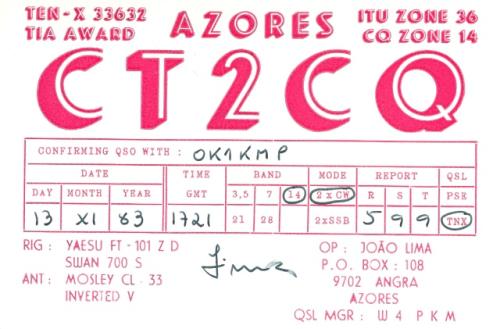 TEN-X 33632 AZORES ITU ZONE 36
TIA AWARD CQ ZONE 14
CT2CQ
CONFIRMING QSO WITH : OK1KMP
DATE TIME BAND MODE REPORT QSL
DAY MONTH YEAR GMT 3,5 7 14 2xCW R S T PSE
13 XI 83 1721 21 28 2xSSB 5 9 9 TNX
RIG : YAESU FT - 101 Z D OP : JOÃO LIMA
SWAN 700 S Lima P.O. BOX : 108
ANT : MOSLEY CL - 33 9702 ANGRA
INVERTED V AZORES
QSL MGR : W4 P K M